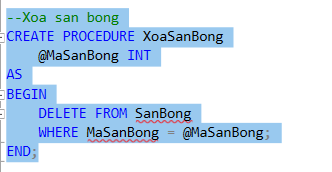 --Xoa san bong
CREATE PROCEDURE XoaSanBong
@MaSanBong INT
AS
BEGIN
DELETE FROM SanBong
WHERE MaSanBong = @MaSanBong;
END;